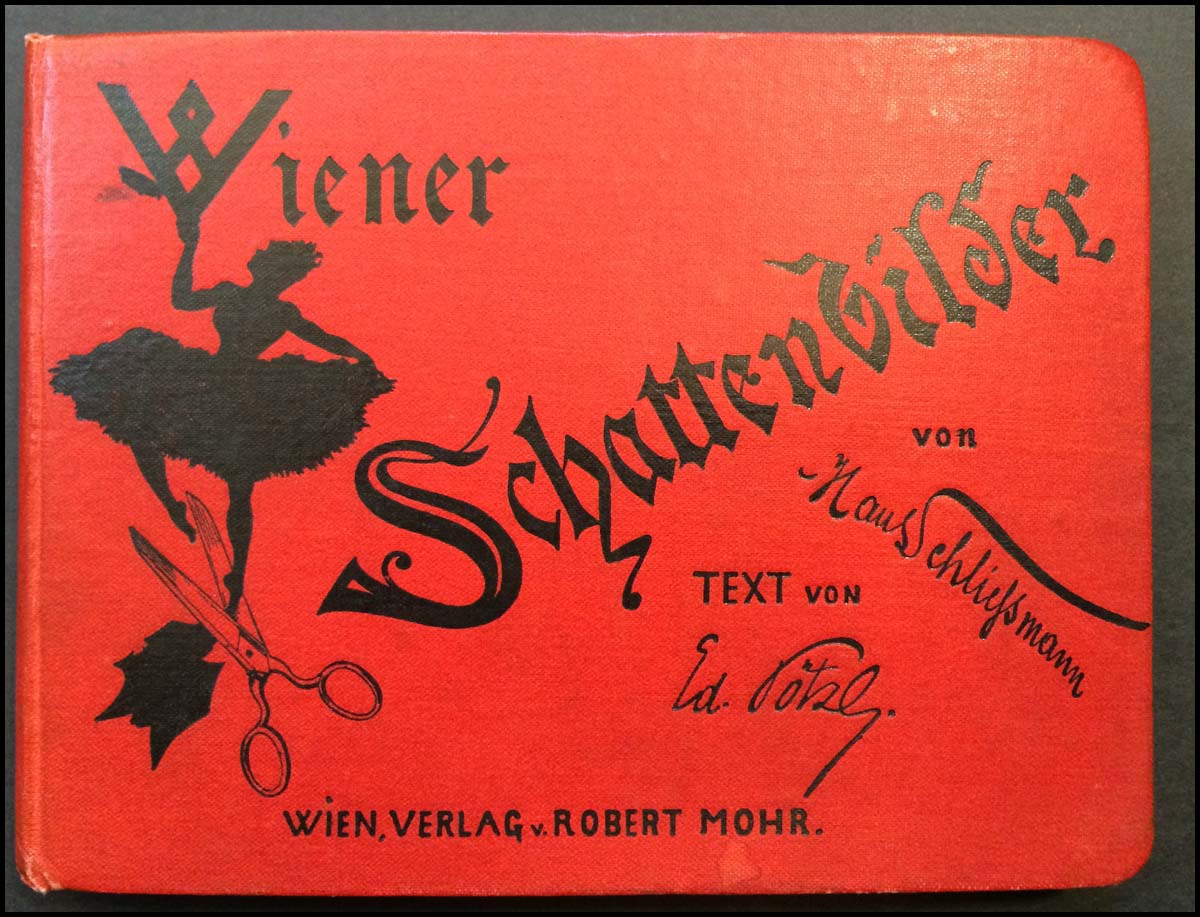 Wiener
Schattenbilder
von
Hans Schließmann
TEXT von
Ed. Pötzl.
WiEN, VERLAG v. ROBERT MOHR.